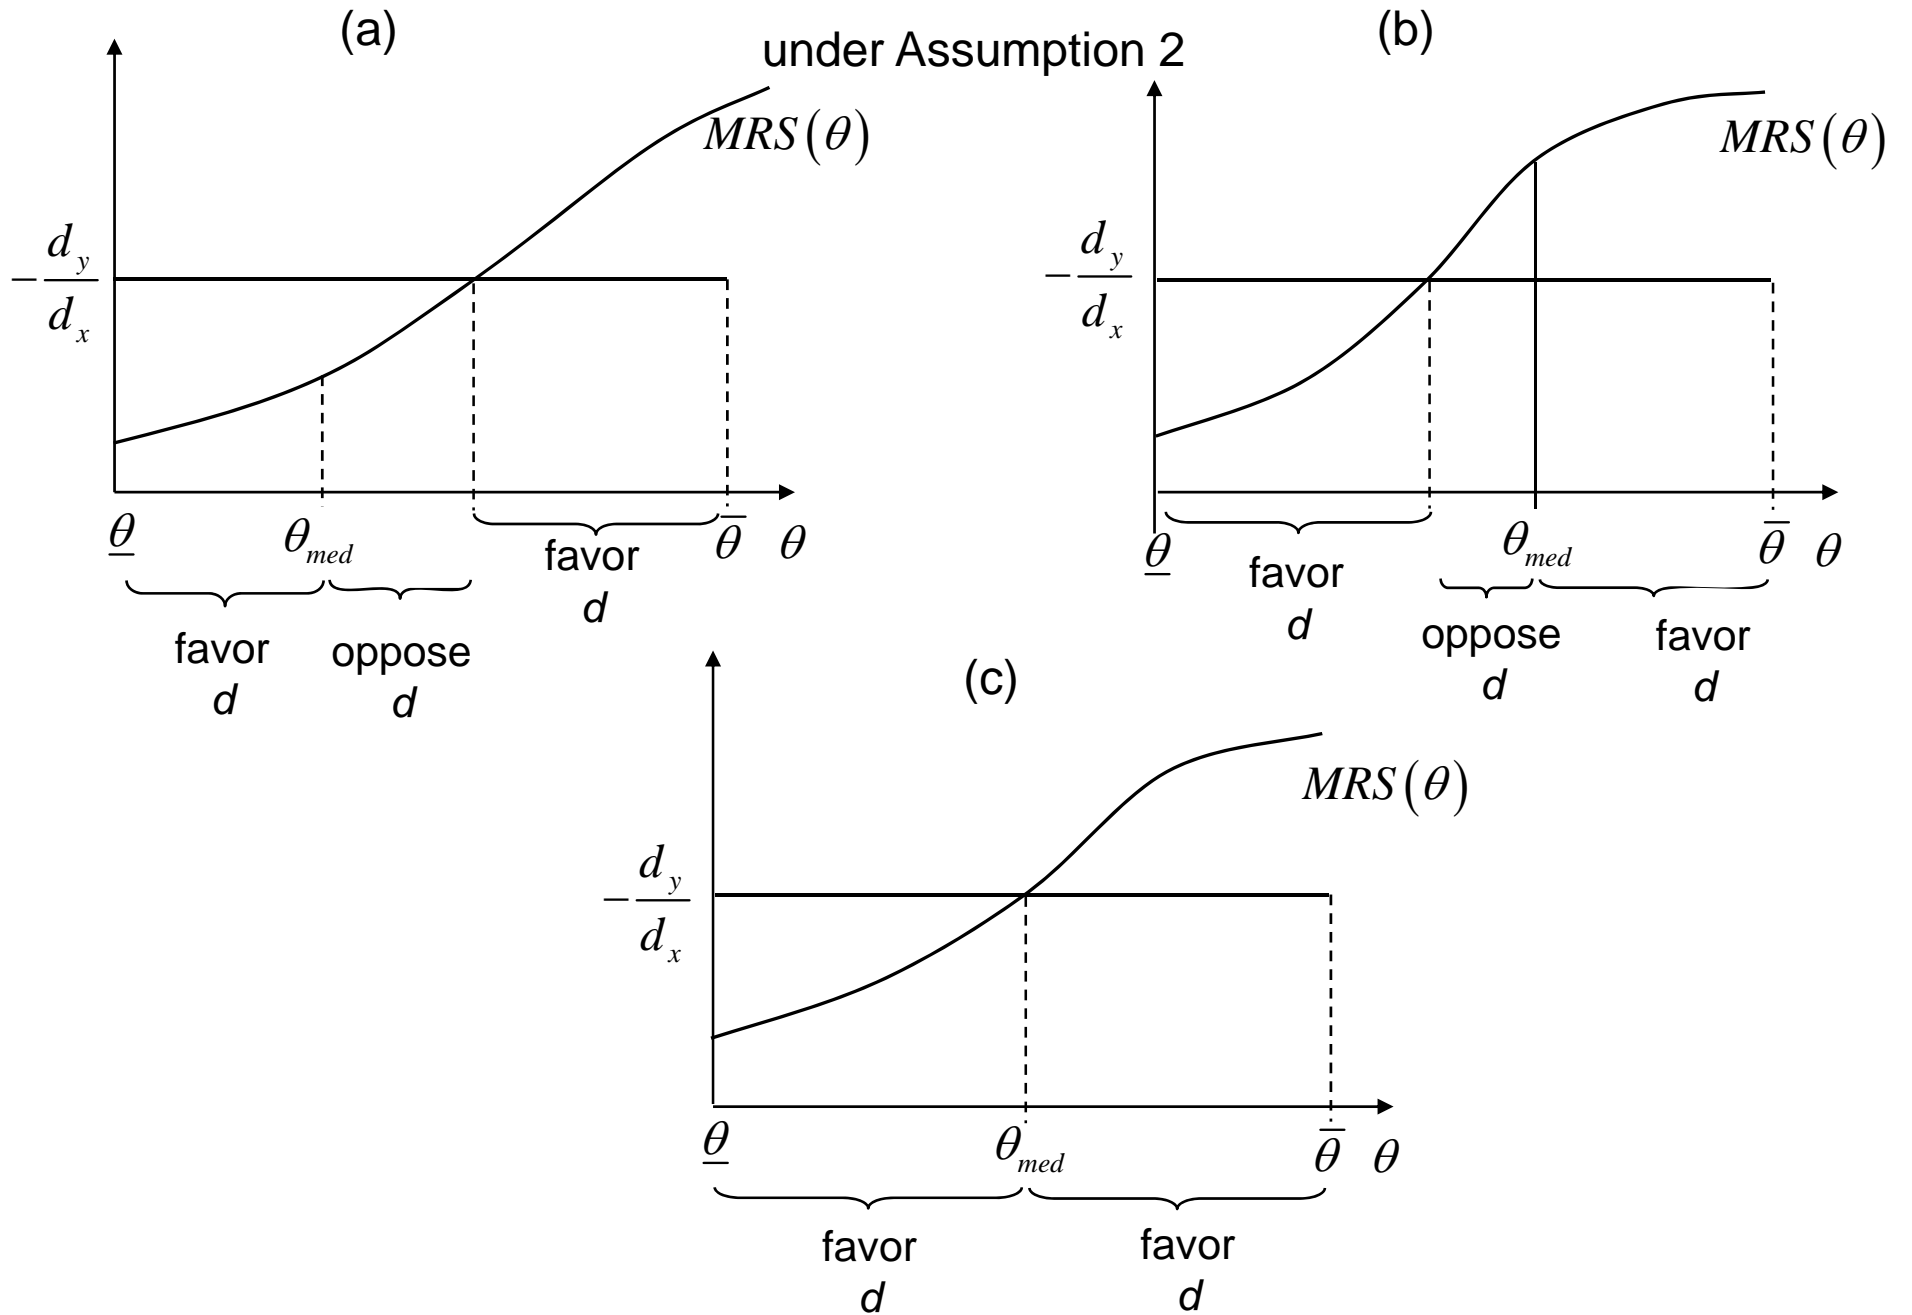 (a)
under Assumption 2
(b)
MRS(θ)
MRS(θ)
−d_y/d_x
−d_y/d_x
θ̲ θ_med θ̅ θ
favor
d
favor
d
oppose
d
θ̲ θ_med θ̅ θ
favor
d
oppose
d
favor
d
(c)
MRS(θ)
−d_y/d_x
θ̲ θ_med θ̅ θ
favor
d
favor
d